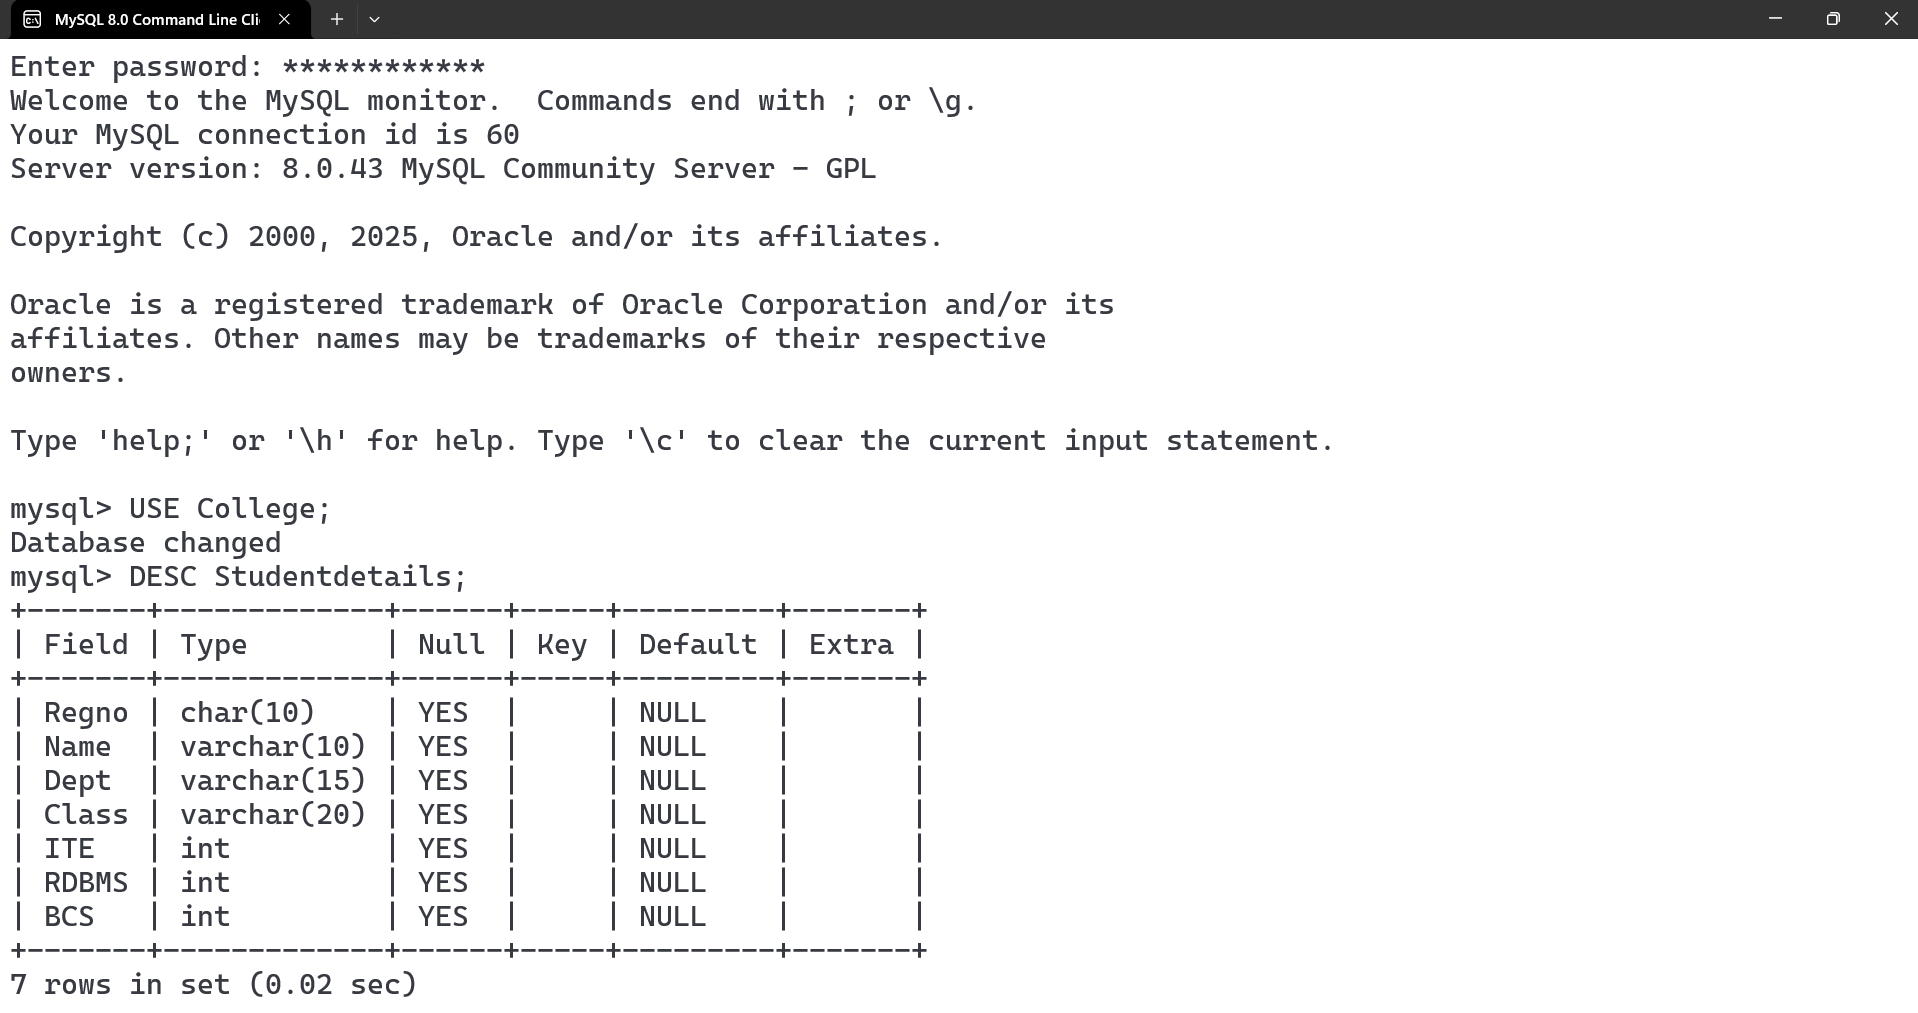 MySQL 8.0 Command Line Cli
Enter password: ************
Welcome to the MySQL monitor.  Commands end with ; or \g.
Your MySQL connection id is 60
Server version: 8.0.43 MySQL Community Server - GPL

Copyright (c) 2000, 2025, Oracle and/or its affiliates.

Oracle is a registered trademark of Oracle Corporation and/or its
affiliates. Other names may be trademarks of their respective
owners.

Type 'help;' or '\h' for help. Type '\c' to clear the current input statement.

mysql> USE College;
Database changed
mysql> DESC Studentdetails;
+-------+-------------+------+-----+---------+-------+
| Field | Type        | Null | Key | Default | Extra |
+-------+-------------+------+-----+---------+-------+
| Regno | char(10)    | YES  |     | NULL    |       |
| Name  | varchar(10) | YES  |     | NULL    |       |
| Dept  | varchar(15) | YES  |     | NULL    |       |
| Class | varchar(20) | YES  |     | NULL    |       |
| ITE   | int         | YES  |     | NULL    |       |
| RDBMS | int         | YES  |     | NULL    |       |
| BCS   | int         | YES  |     | NULL    |       |
+-------+-------------+------+-----+---------+-------+
7 rows in set (0.02 sec)